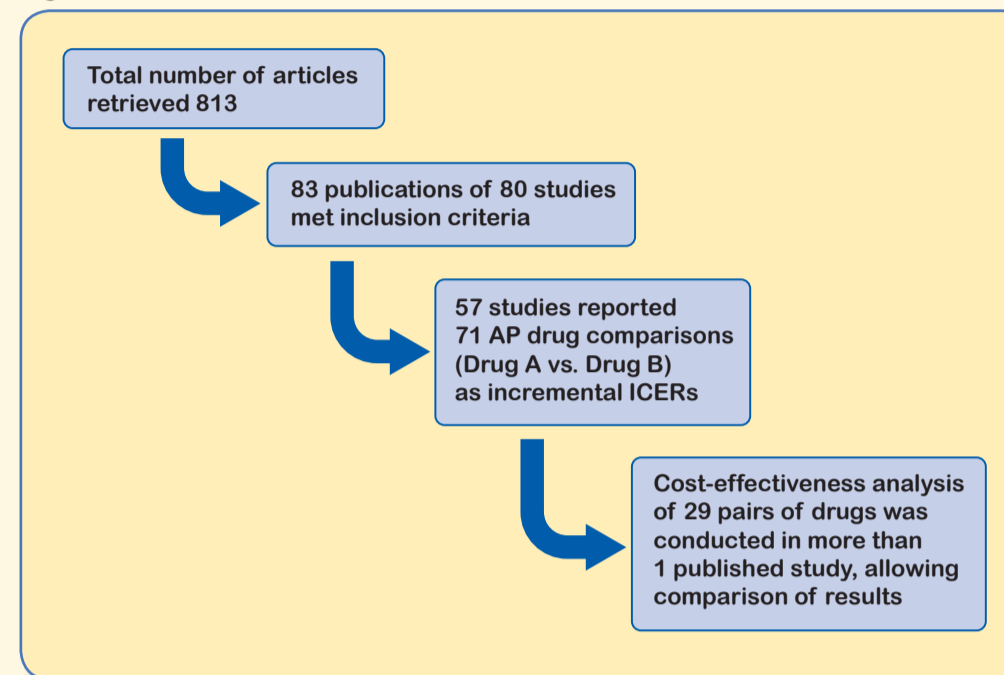 Total number of articles
retrieved 813
83 publications of 80 studies
met inclusion criteria
57 studies reported
71 AP drug comparisons
(Drug A vs. Drug B)
as incremental ICERs
Cost-effectiveness analysis
of 29 pairs of drugs was
conducted in more than
1 published study, allowing
comparison of results